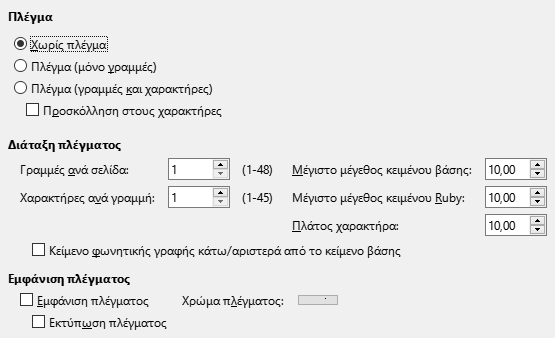 Πλέγμα
Χωρίς πλέγμα
Πλέγμα (μόνο γραμμές)
Πλέγμα (γραμμές και χαρακτήρες)
Προσκόλληση στους χαρακτήρες
Διάταξη πλέγματος
Γραμμές ανά σελίδα: 1 (1-48) Μέγιστο μέγεθος κειμένου βάσης: 10,00
Χαρακτήρες ανά γραμμή: 1 (1-45) Μέγιστο μέγεθος κειμένου Ruby: 10,00
Πλάτος χαρακτήρα: 10,00
Κείμενο φωνητικής γραφής κάτω/αριστερά από το κείμενο βάσης
Εμφάνιση πλέγματος
Εμφάνιση πλέγματος Χρώμα πλέγματος:
Εκτύπωση πλέγματος